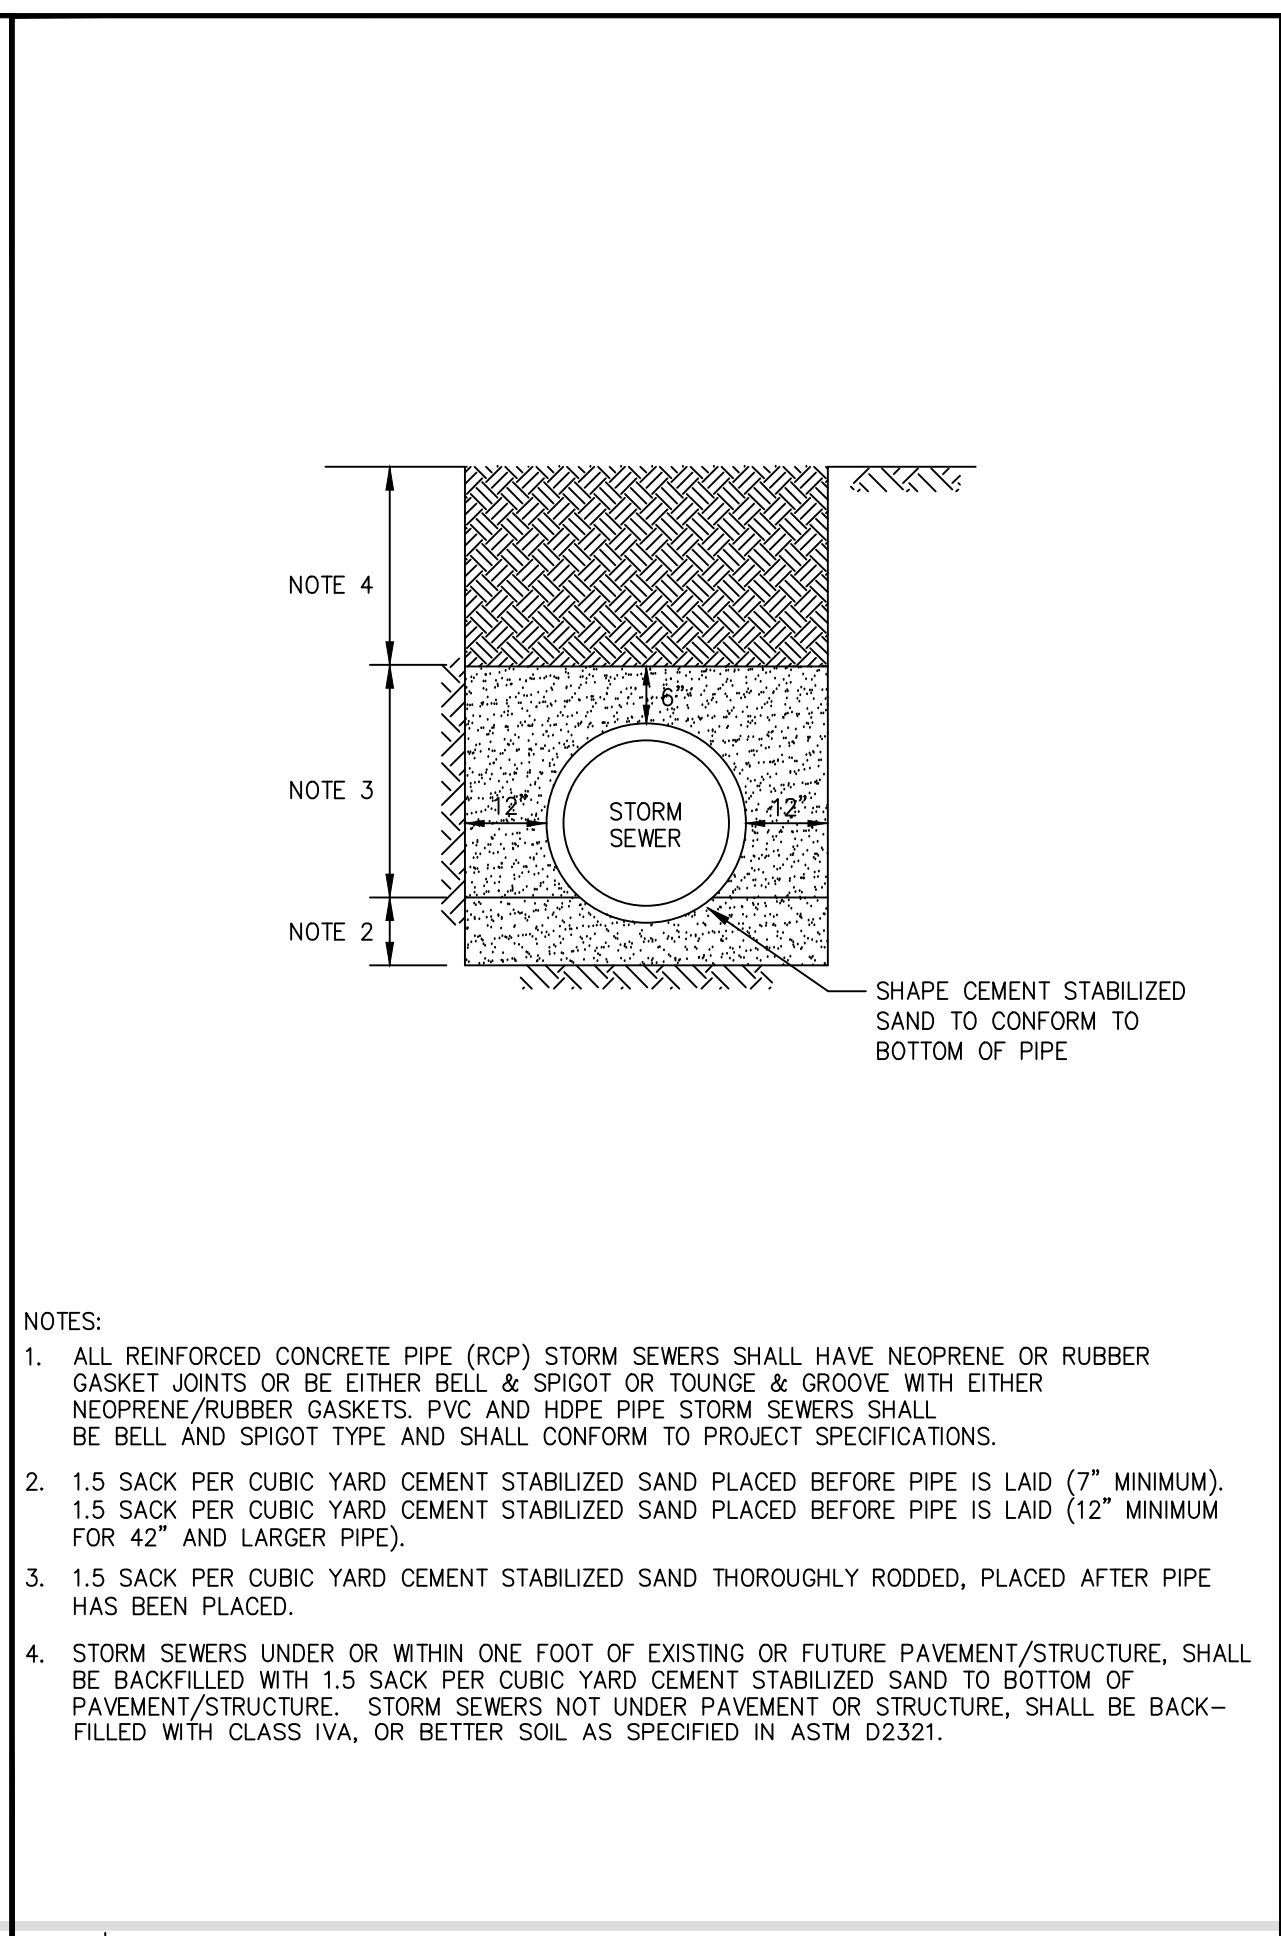 NOTE 4
6"
NOTE 3
12"
STORM
SEWER
12"
NOTE 2
SHAPE CEMENT STABILIZED
SAND TO CONFORM TO
BOTTOM OF PIPE
NOTES:
1. ALL REINFORCED CONCRETE PIPE (RCP) STORM SEWERS SHALL HAVE NEOPRENE OR RUBBER
GASKET JOINTS OR BE EITHER BELL & SPIGOT OR TOUNGE & GROOVE WITH EITHER
NEOPRENE/RUBBER GASKETS. PVC AND HDPE PIPE STORM SEWERS SHALL
BE BELL AND SPIGOT TYPE AND SHALL CONFORM TO PROJECT SPECIFICATIONS.
2. 1.5 SACK PER CUBIC YARD CEMENT STABILIZED SAND PLACED BEFORE PIPE IS LAID (7" MINIMUM).
1.5 SACK PER CUBIC YARD CEMENT STABILIZED SAND PLACED BEFORE PIPE IS LAID (12" MINIMUM
FOR 42" AND LARGER PIPE).
3. 1.5 SACK PER CUBIC YARD CEMENT STABILIZED SAND THOROUGHLY RODDED, PLACED AFTER PIPE
HAS BEEN PLACED.
4. STORM SEWERS UNDER OR WITHIN ONE FOOT OF EXISTING OR FUTURE PAVEMENT/STRUCTURE, SHALL
BE BACKFILLED WITH 1.5 SACK PER CUBIC YARD CEMENT STABILIZED SAND TO BOTTOM OF
PAVEMENT/STRUCTURE. STORM SEWERS NOT UNDER PAVEMENT OR STRUCTURE, SHALL BE BACK-
FILLED WITH CLASS IVA, OR BETTER SOIL AS SPECIFIED IN ASTM D2321.